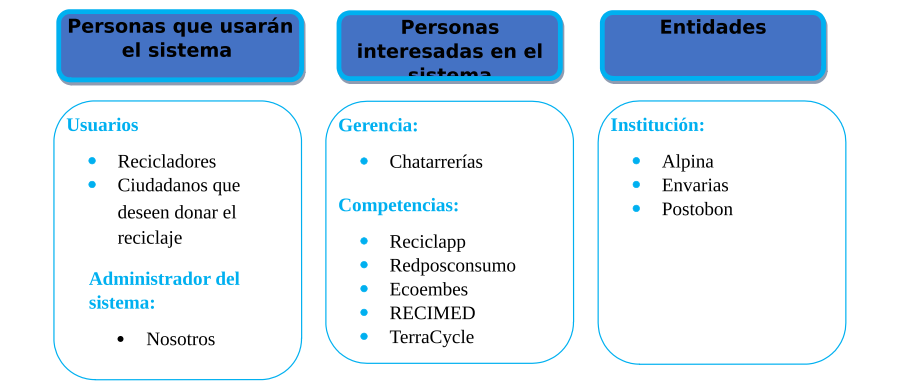 Personas que usarán
el sistema
Usuarios
Recicladores
Ciudadanos que
deseen donar el
reciclaje
Administrador del
sistema:
Nosotros
Personas
interesadas en el
sistema
Gerencia:
Chatarrerías
Competencias:
Reciclapp
Redposconsumo
Ecoembes
RECIMED
TerraCycle
Entidades
Institución:
Alpina
Envarias
Postobon